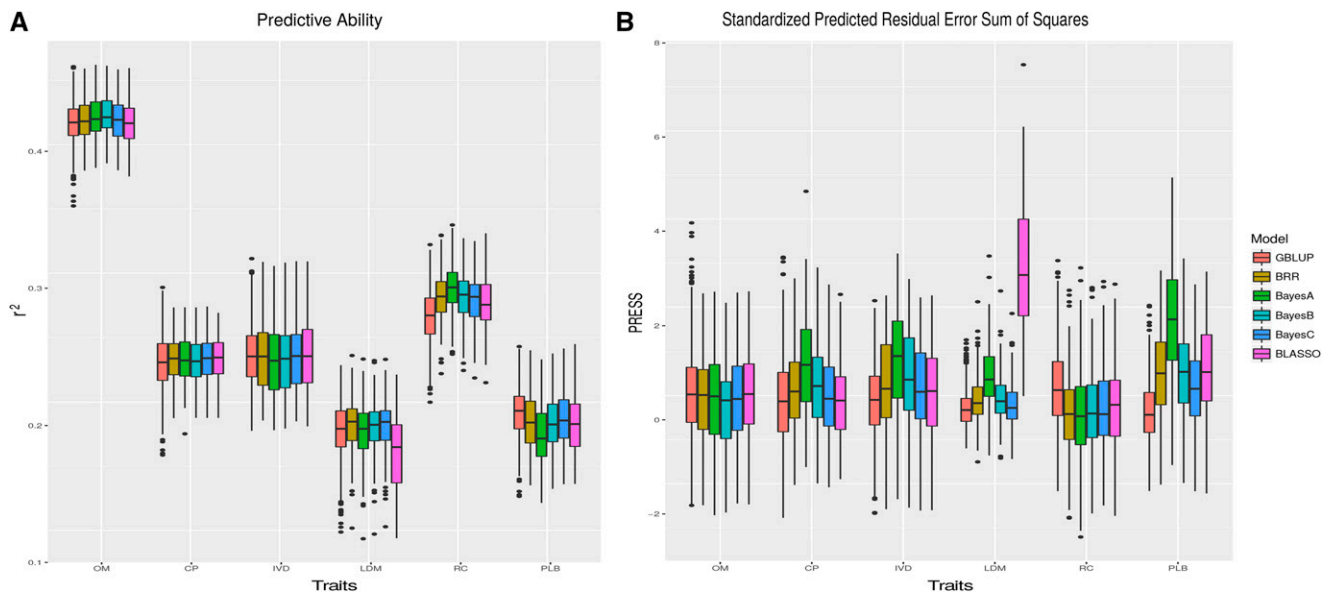 A
Predictive Ability
r²
0.4
0.3
0.2
0.1
OM CP IVD LDM RC PLB
Traits
B
Standardized Predicted Residual Error Sum of Squares
PRESS
8
6
4
2
0
−2
OM CP IVD LDM RC PLB
Traits
Model
GBLUP
BRR
BayesA
BayesB
BayesC
BLASSO